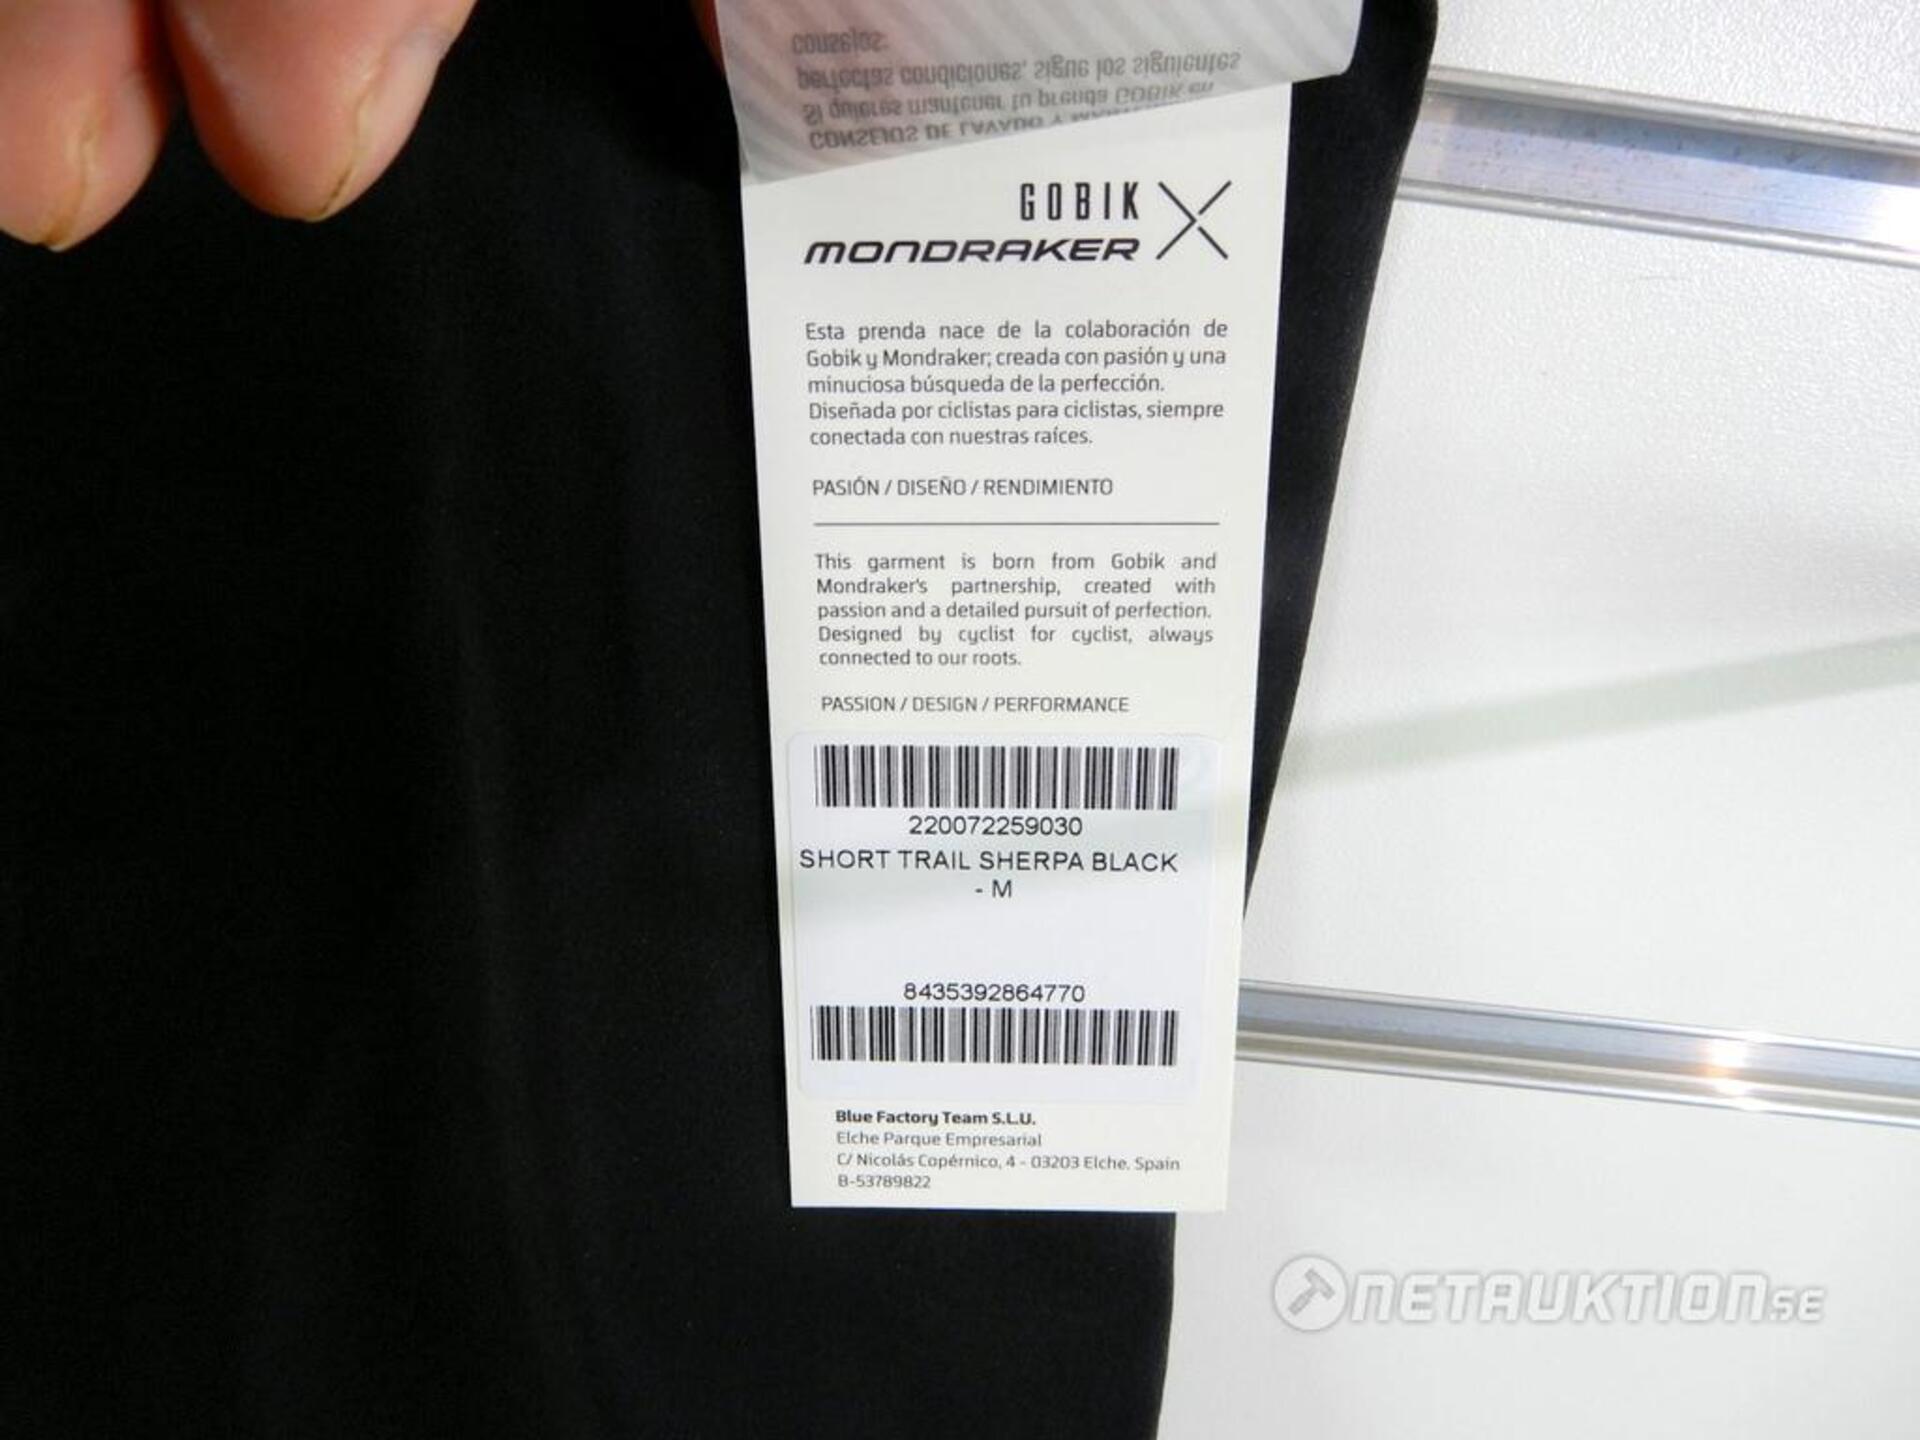 consejos:
perfectas condiciones, sigue los siguientes
Si quieres mantener tu prenda GOBIK en
CONSEJOS DE LAVADO Y
GOBIK X
MONDRAKER
Esta prenda nace de la colaboración de
Gobik y Mondraker; creada con pasión y una
minuciosa búsqueda de la perfección.
Diseñada por ciclistas para ciclistas, siempre
conectada con nuestras raíces.
PASIÓN / DISEÑO / RENDIMIENTO
This garment is born from Gobik and
Mondraker's partnership, created with
passion and a detailed pursuit of perfection.
Designed by cyclist for cyclist, always
connected to our roots.
PASSION / DESIGN / PERFORMANCE
220072259030
SHORT TRAIL SHERPA BLACK
- M
8435392864770
Blue Factory Team S.L.U.
Elche Parque Empresarial
C/ Nicolás Copérnico, 4 - 03203 Elche. Spain
B-53789822
NETAUKTION.SE